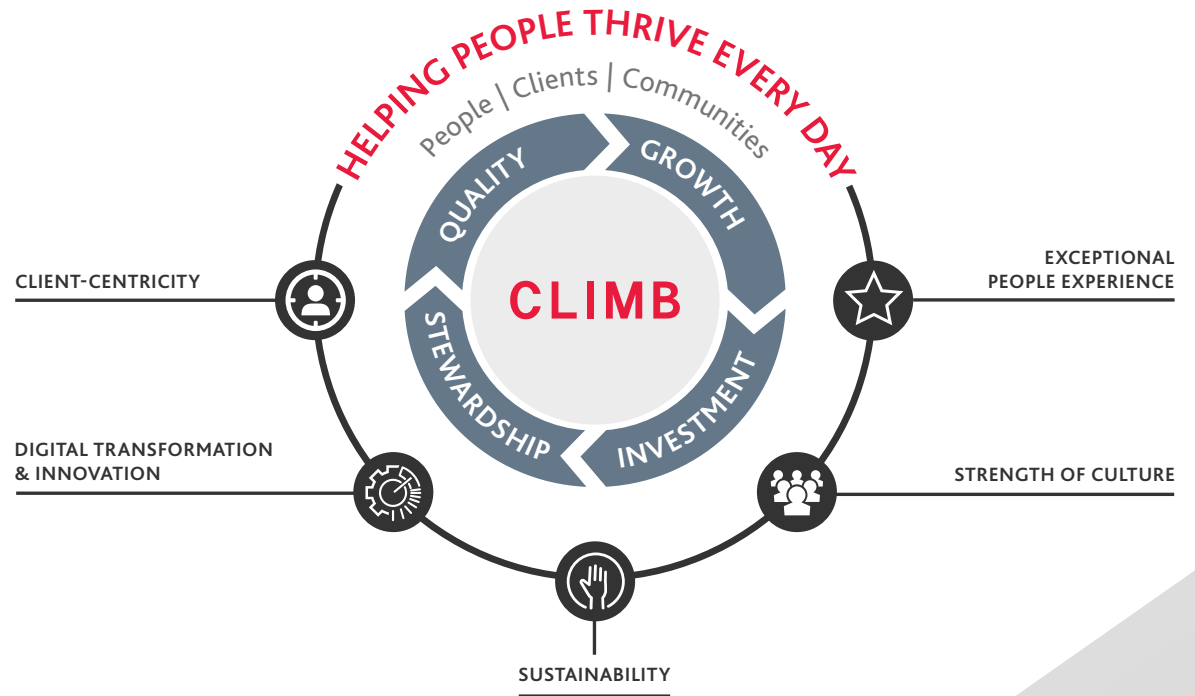 HELPING PEOPLE THRIVE EVERY DAY
People | Clients | Communities
QUALITY
GROWTH
CLIMB
STEWARDSHIP
INVESTMENT
CLIENT-CENTRICITY
EXCEPTIONAL
PEOPLE EXPERIENCE
DIGITAL TRANSFORMATION
& INNOVATION
STRENGTH OF CULTURE
SUSTAINABILITY